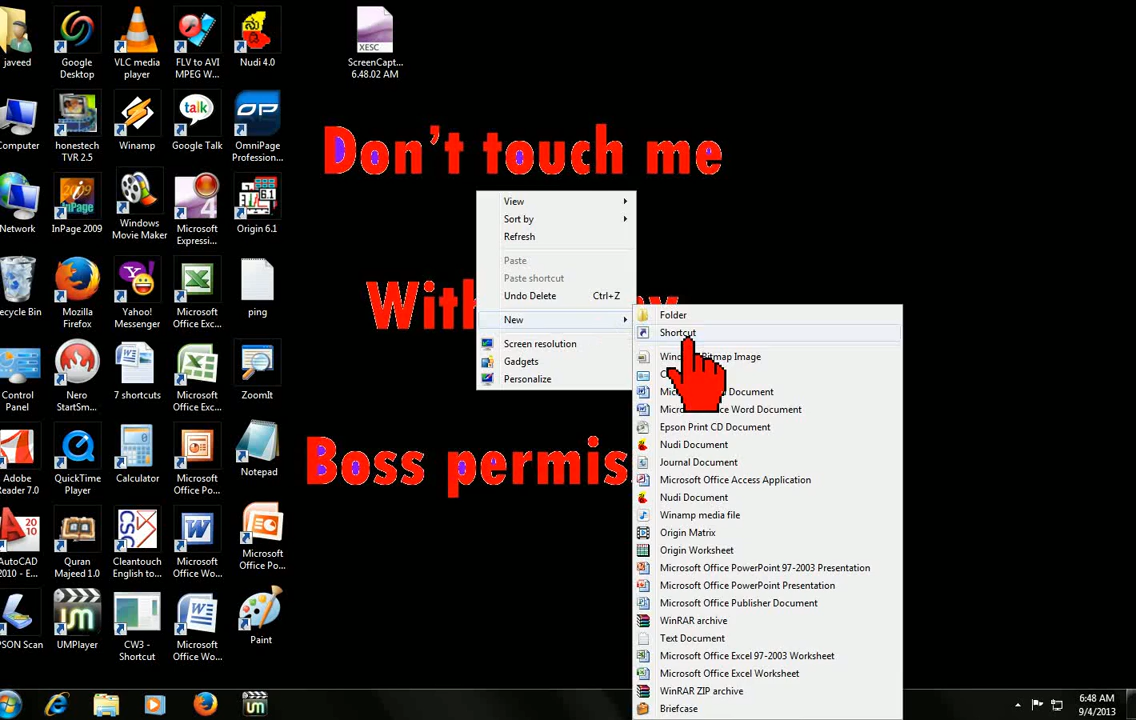 javeed
Google
Desktop
VLC media
player
FLV to AVI
MPEG W...
Nudi 4.0
XESC
ScreenCapt...
6.48.02 AM
Computer
honestech
TVR 2.5
Winamp
talk
Google Talk
OP
OmniPage
Profession...
Network
InPage 2009
Windows
Movie Maker
Microsoft
Expressi...
6.1
Origin 6.1
Recycle Bin
Mozilla
Firefox
Yahoo!
Messenger
Microsoft
Office Exc...
ping
Control
Panel
Nero
StartSm...
7 shortcuts
Microsoft
Office Exc...
ZoomIt
Adobe
Reader 7.0
QuickTime
Player
Calculator
Microsoft
Office Po...
Notepad
AutoCAD
2010 - E...
Quran
Majeed 1.0
Cleantouch
English to...
Microsoft
Office Wo...
Microsoft
Office Po...
EPSON Scan
UMPlayer
CW3 -
Shortcut
Microsoft
Office Wo...
Paint
Don't touch me
With
Boss permis
View
Sort by
Refresh
Paste
Paste shortcut
Undo Delete Ctrl+Z
New
Screen resolution
Gadgets
Personalize
Folder
Shortcut
Bitmap Image
Document
Word Document
Epson Print CD Document
Nudi Document
Journal Document
Microsoft Office Access Application
Nudi Document
Winamp media file
Origin Matrix
Origin Worksheet
Microsoft Office PowerPoint 97-2003 Presentation
Microsoft Office PowerPoint Presentation
Microsoft Office Publisher Document
WinRAR archive
Text Document
Microsoft Office Excel 97-2003 Worksheet
Microsoft Office Excel Worksheet
WinRAR ZIP archive
Briefcase
6:48 AM
9/4/2013